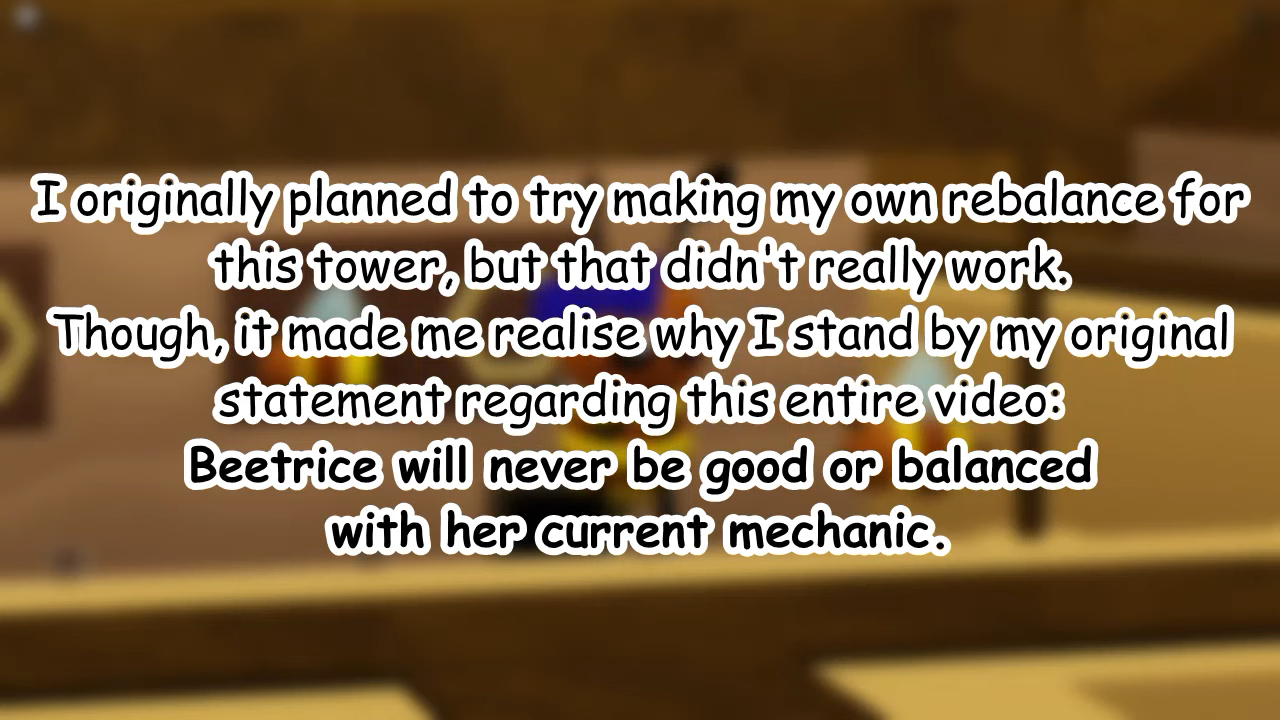 I originally planned to try making my own rebalance for
this tower, but that didn't really work.
Though, it made me realise why I stand by my original
statement regarding this entire video:
Beetrice will never be good or balanced
with her current mechanic.